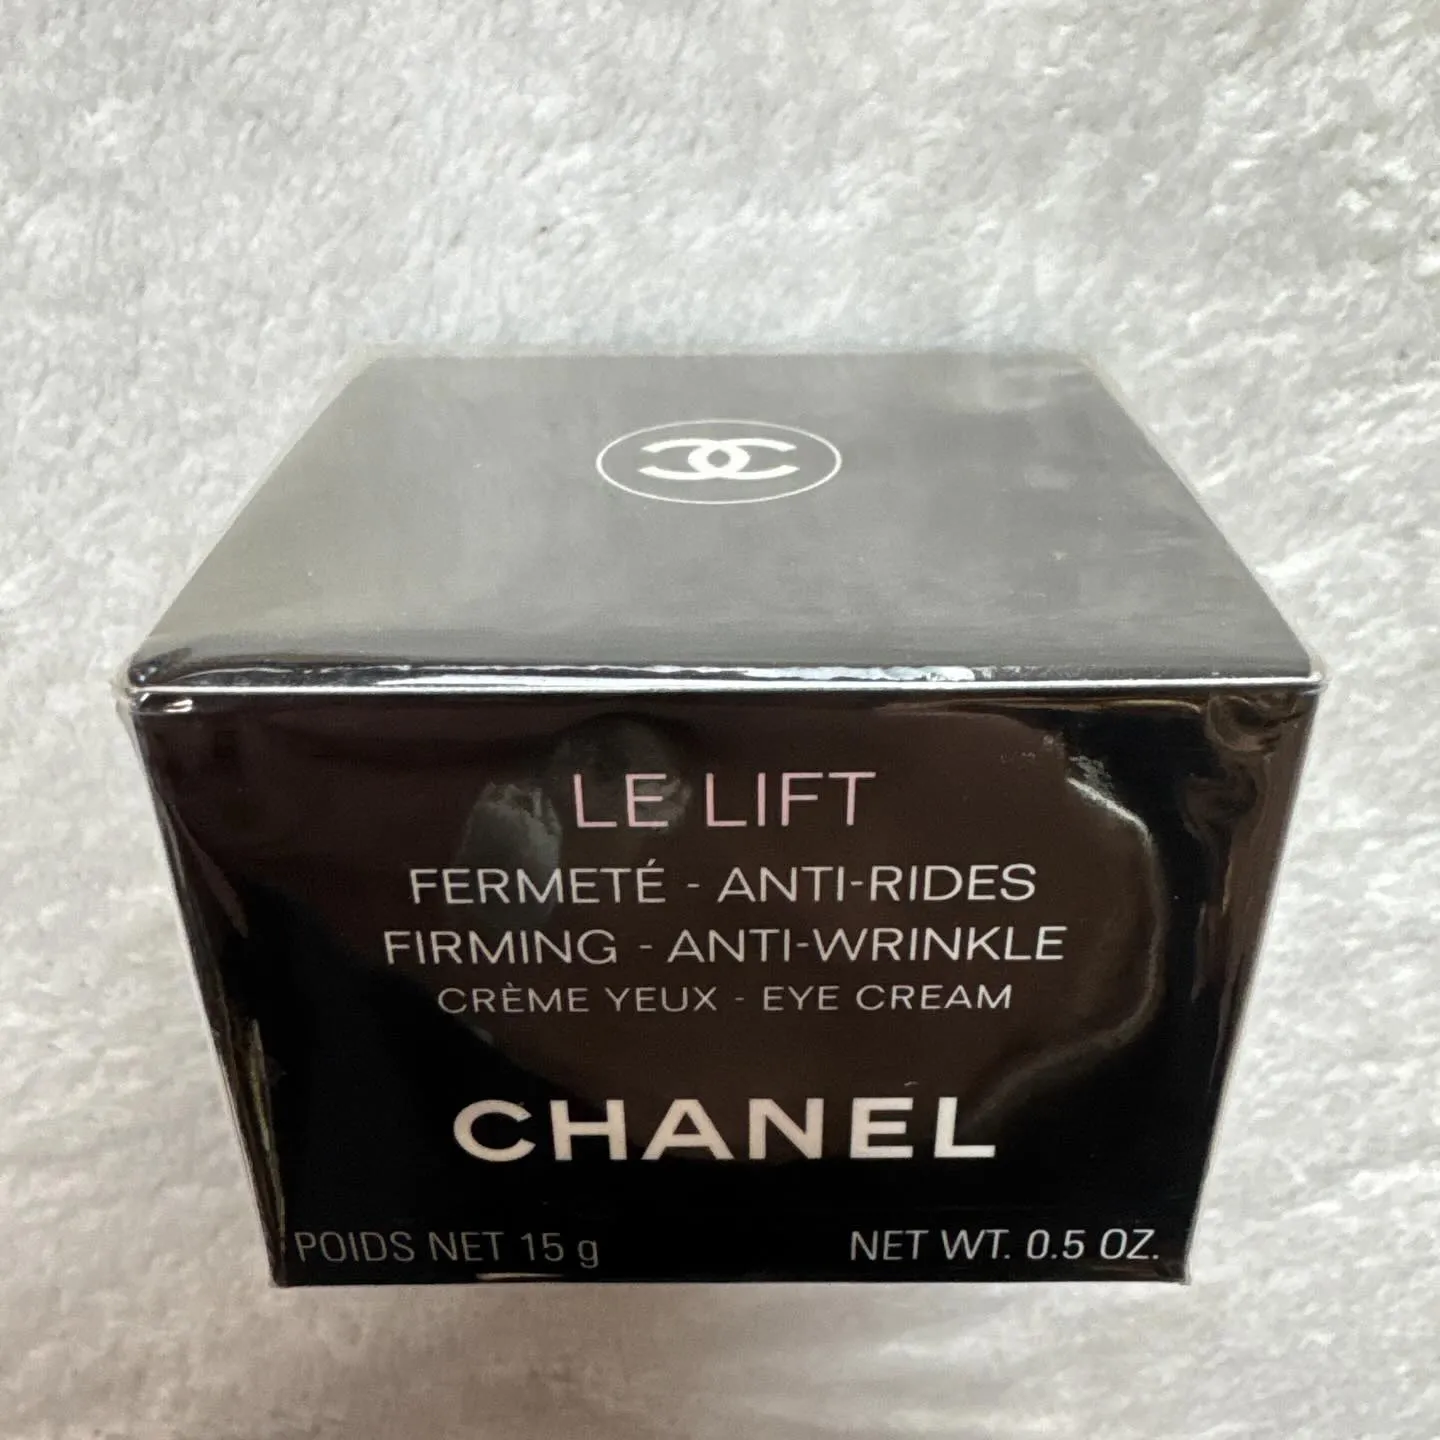 LE LIFT
FERMETÉ - ANTI-RIDES
FIRMING - ANTI-WRINKLE
CRÈME YEUX - EYE CREAM
CHANEL
POIDS NET 15 g NET WT. 0.5 OZ.